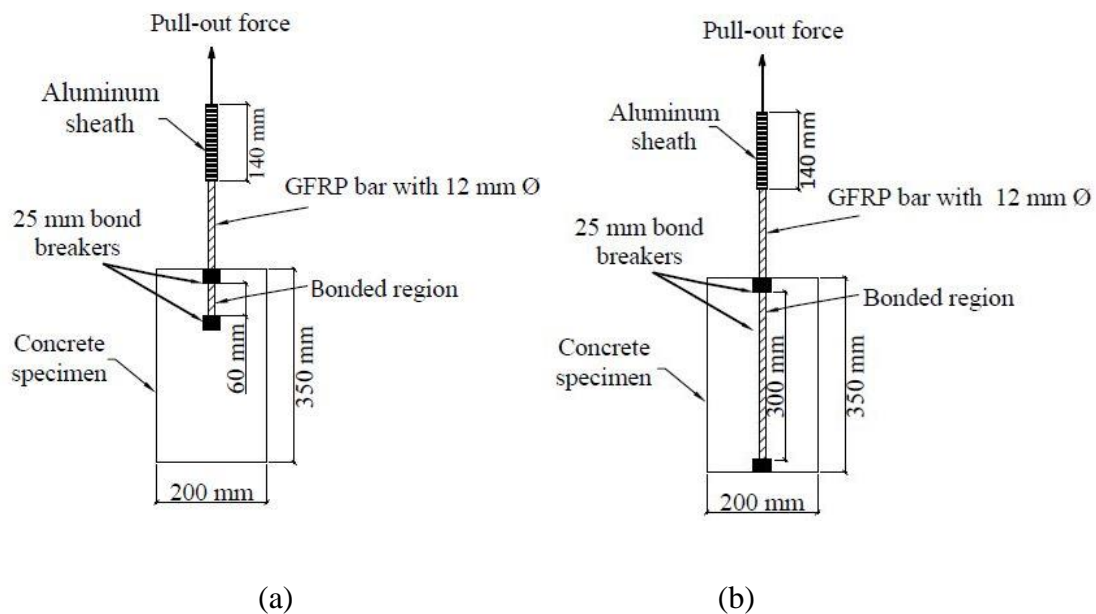 Pull-out force
Aluminum
sheath
140 mm
GFRP bar with 12 mm Ø
25 mm bond
breakers
Bonded region
Concrete
specimen
60 mm
350 mm
200 mm
(a)
Pull-out force
Aluminum
sheath
140 mm
GFRP bar with 12 mm Ø
25 mm bond
breakers
Bonded region
Concrete
specimen
300 mm
350 mm
200 mm
(b)